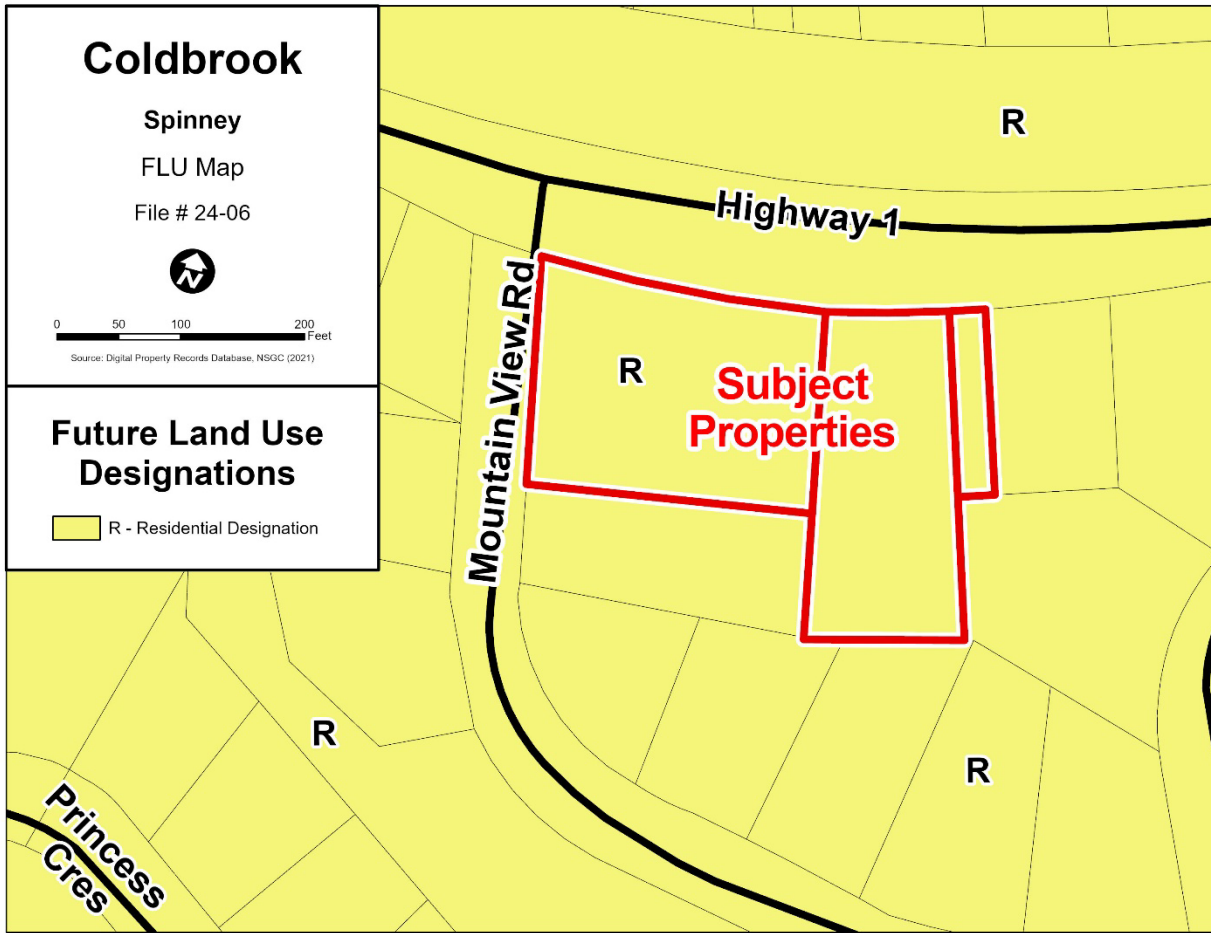 Coldbrook
Spinney
FLU Map
File # 24-06
N
0 50 100 200
Feet
Source: Digital Property Records Database, NSGC (2021)
Future Land Use
Designations
R - Residential Designation
R
Highway 1
Mountain View Rd
R
Subject
Properties
R
R
Princess
Cres